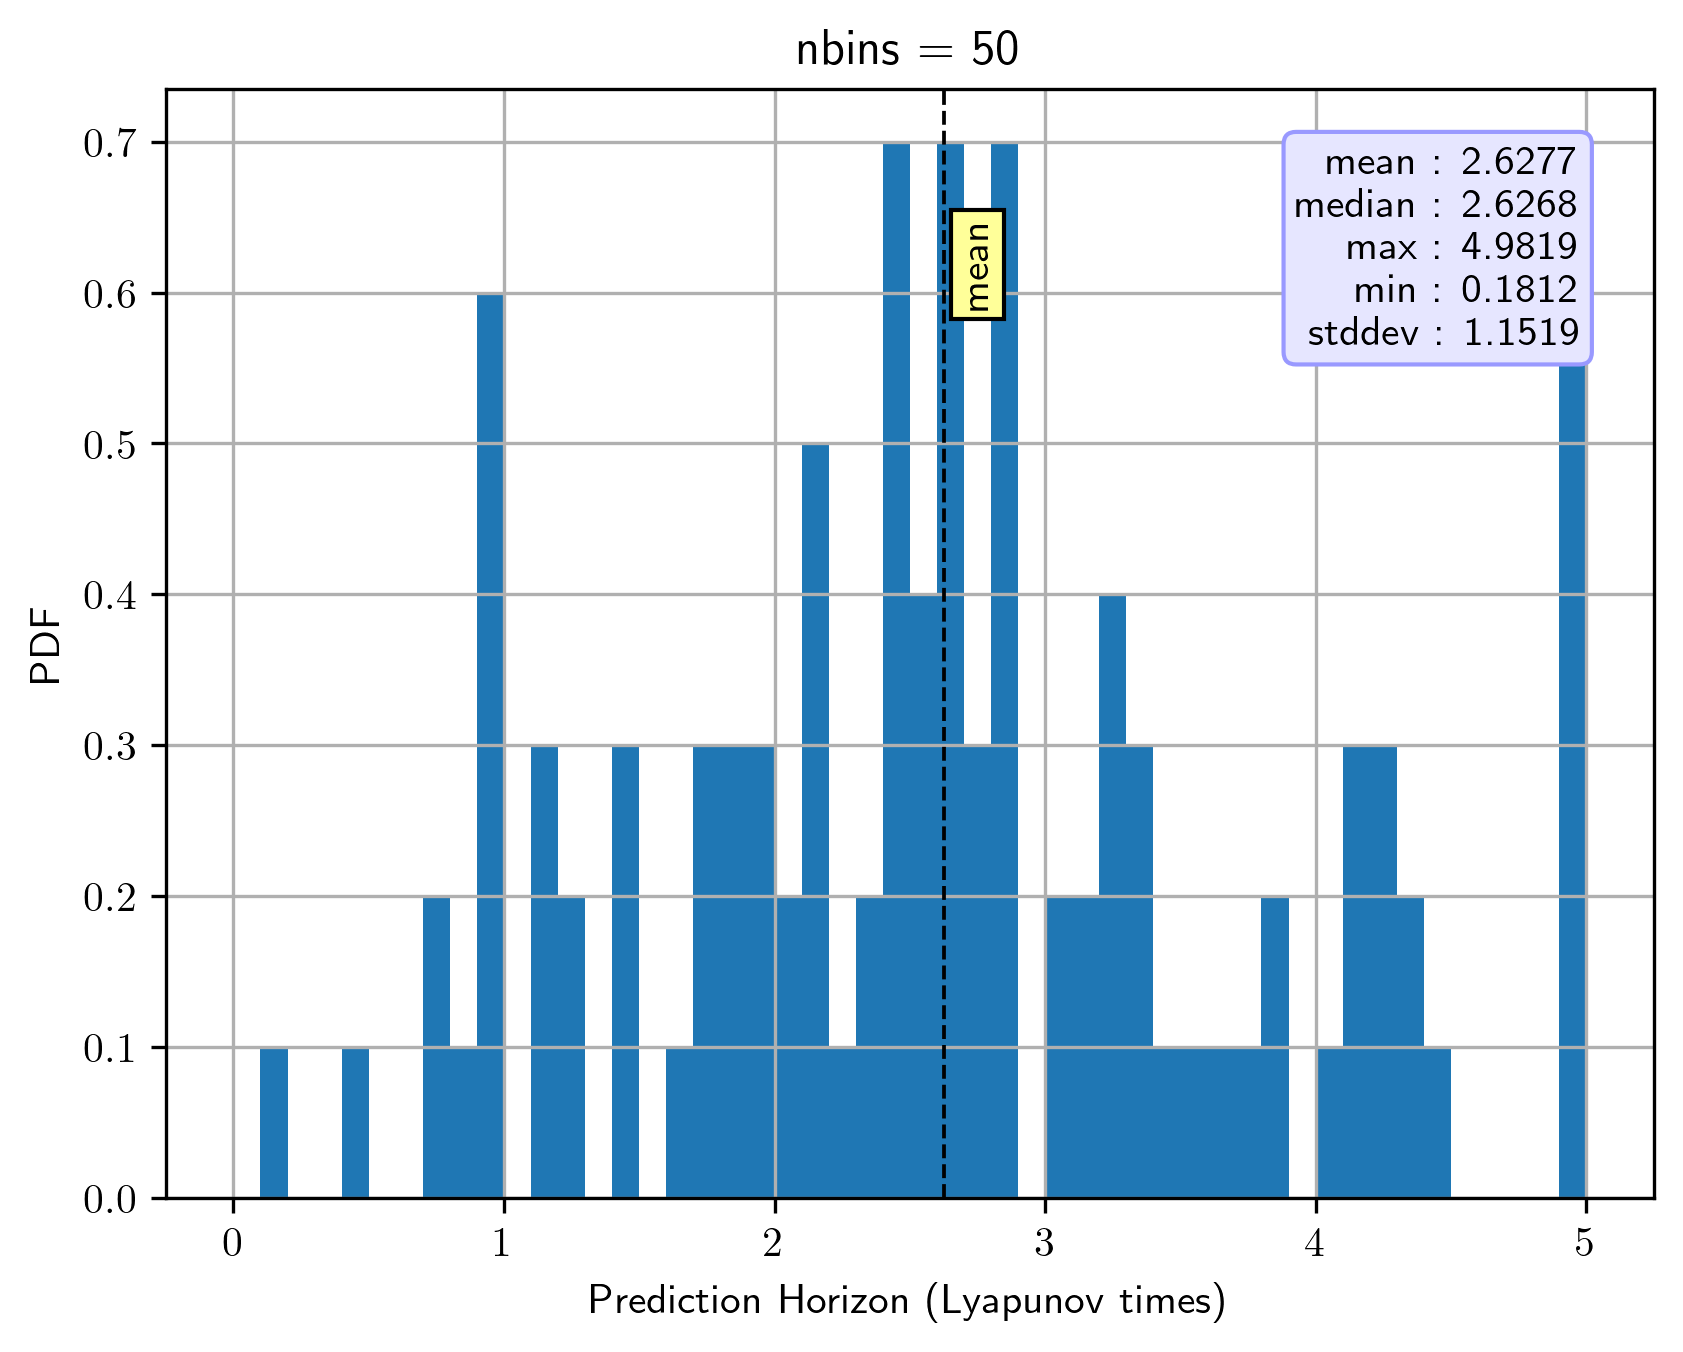 nbins = 50
0.7
0.6
0.5
0.4
0.3
0.2
0.1
0.0
PDF
mean
mean : 2.6277
median : 2.6268
max : 4.9819
min : 0.1812
stddev : 1.1519
0 1 2 3 4 5
Prediction Horizon (Lyapunov times)